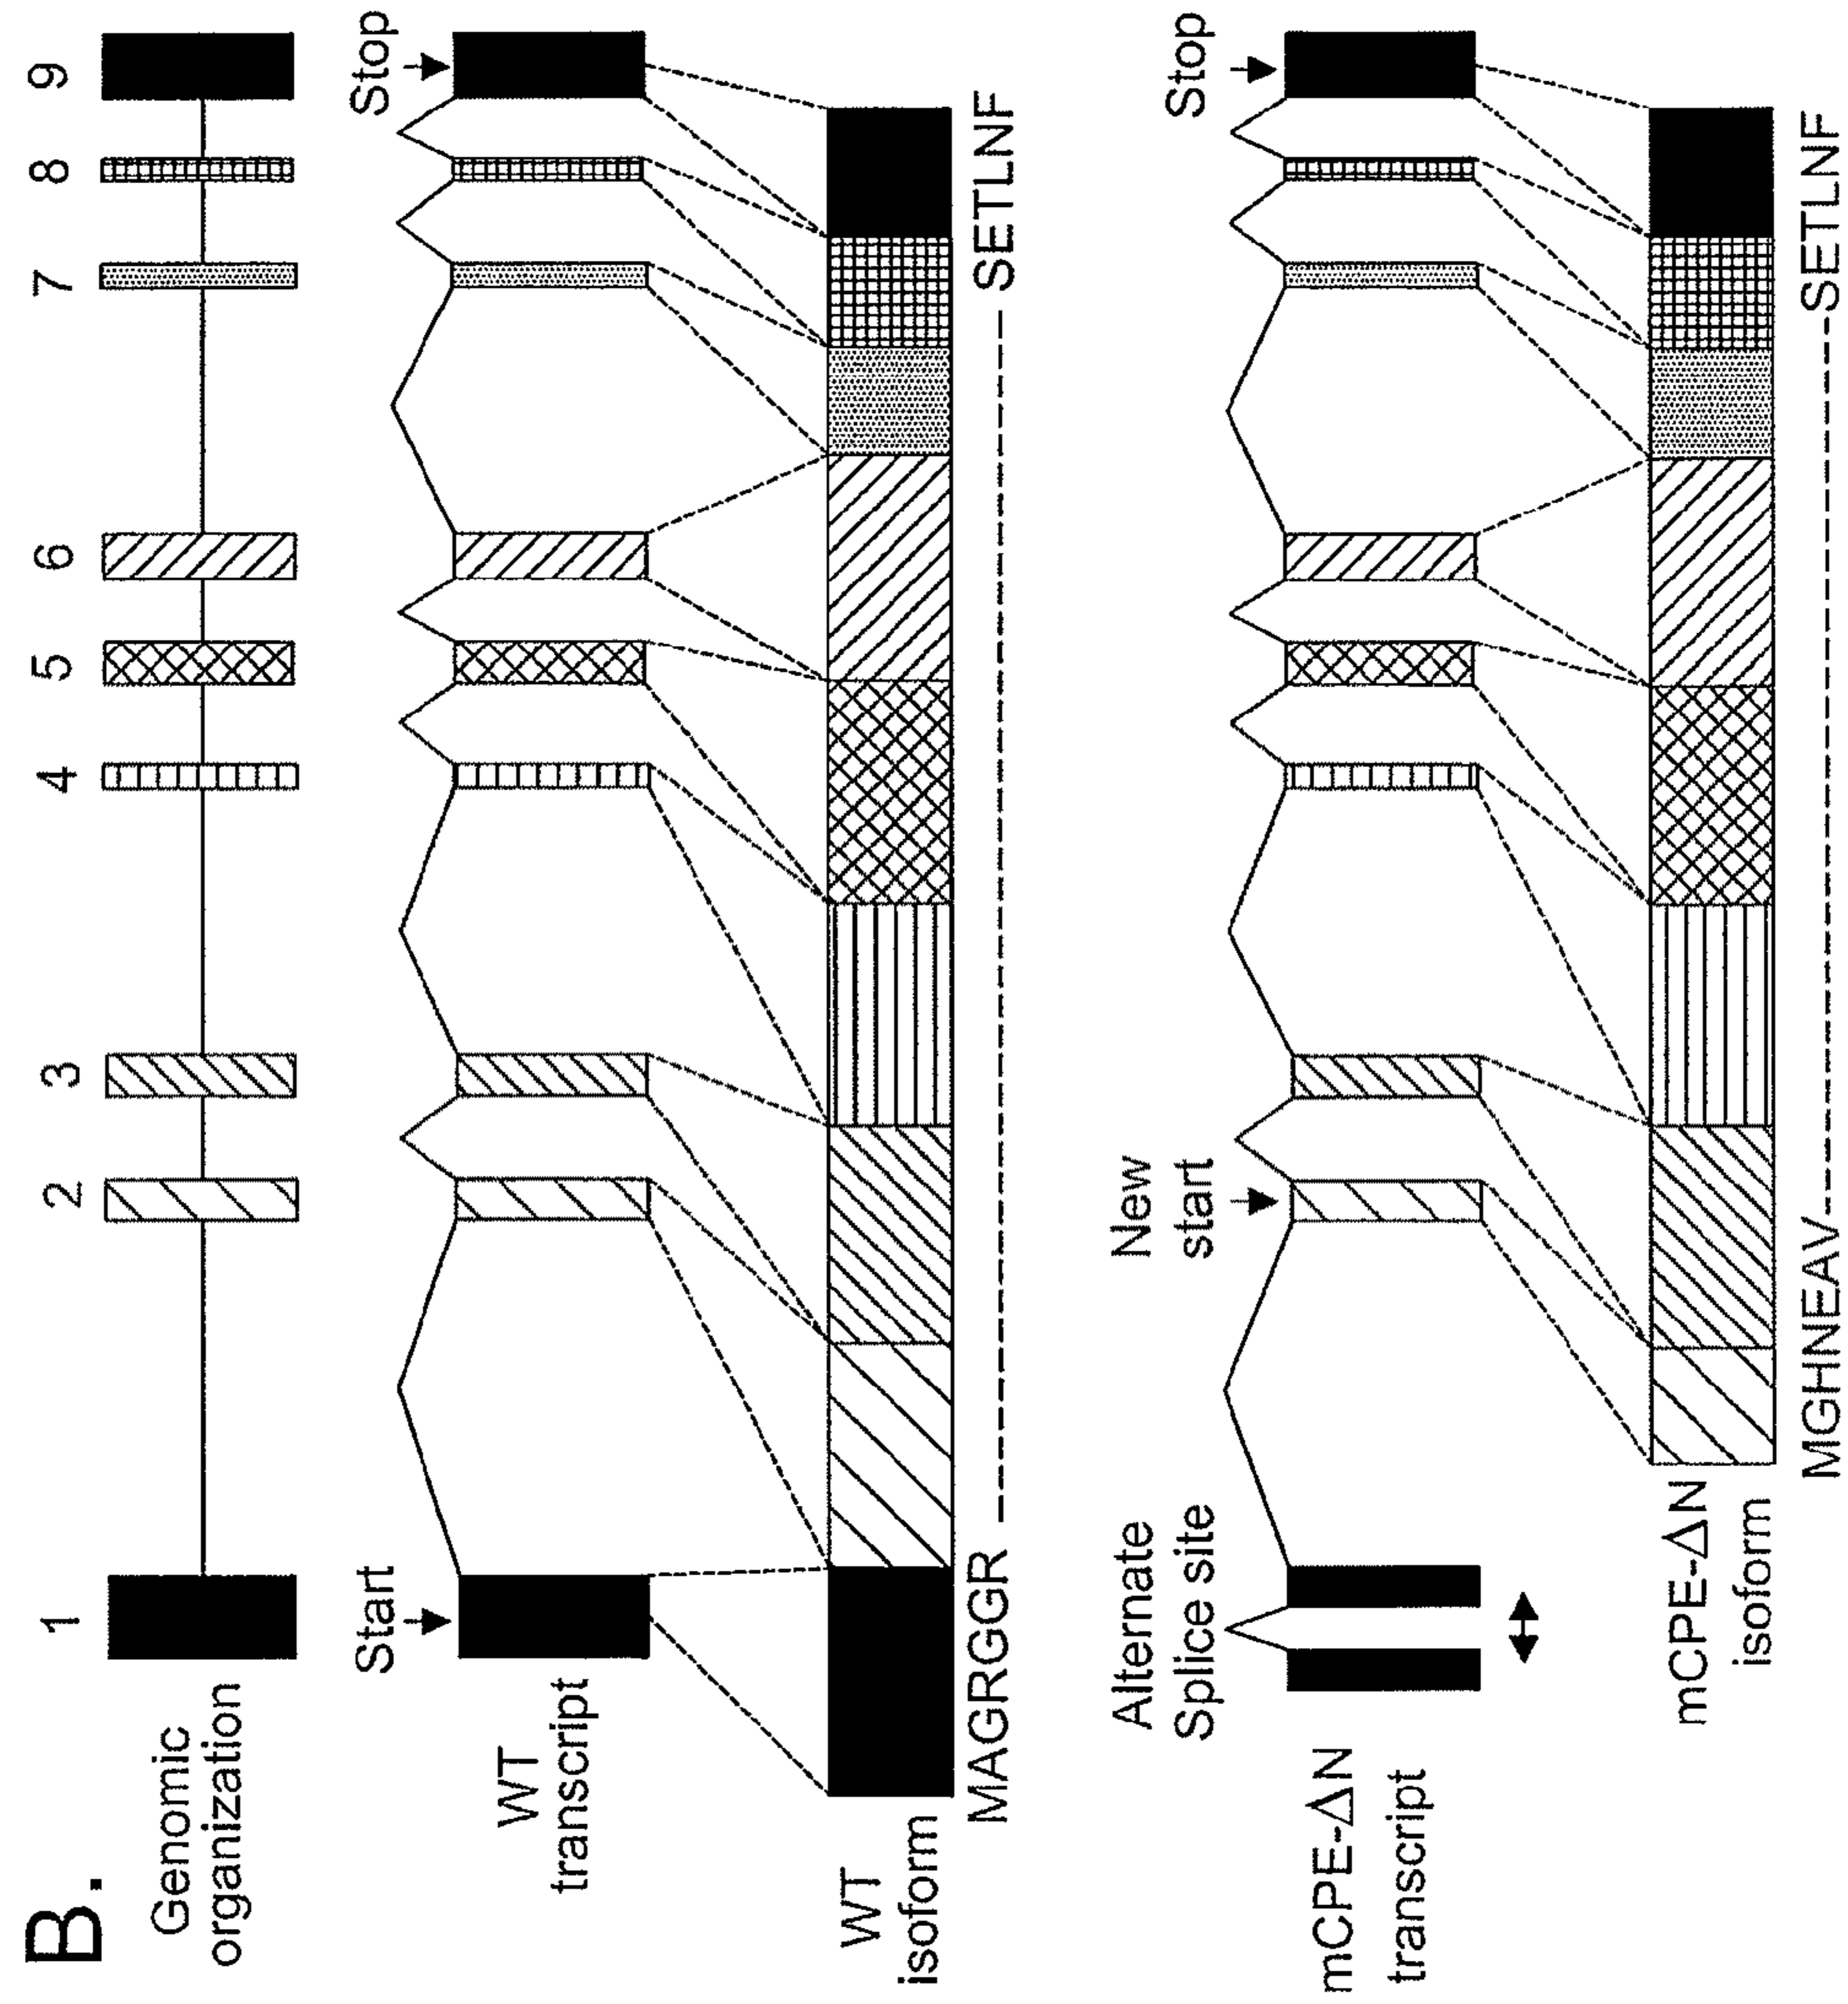 B.
1 2 3 4 5 6 7 8 9
Genomic
organization
Start
Stop
WT
transcript
WT
isoform
MAGRGGR ---------- SETLNF
Alternate
Splice site
New
start
Stop
mCPE-ΔN
transcript
mCPE-ΔN
isoform
MGHNEAV----------SETLNF